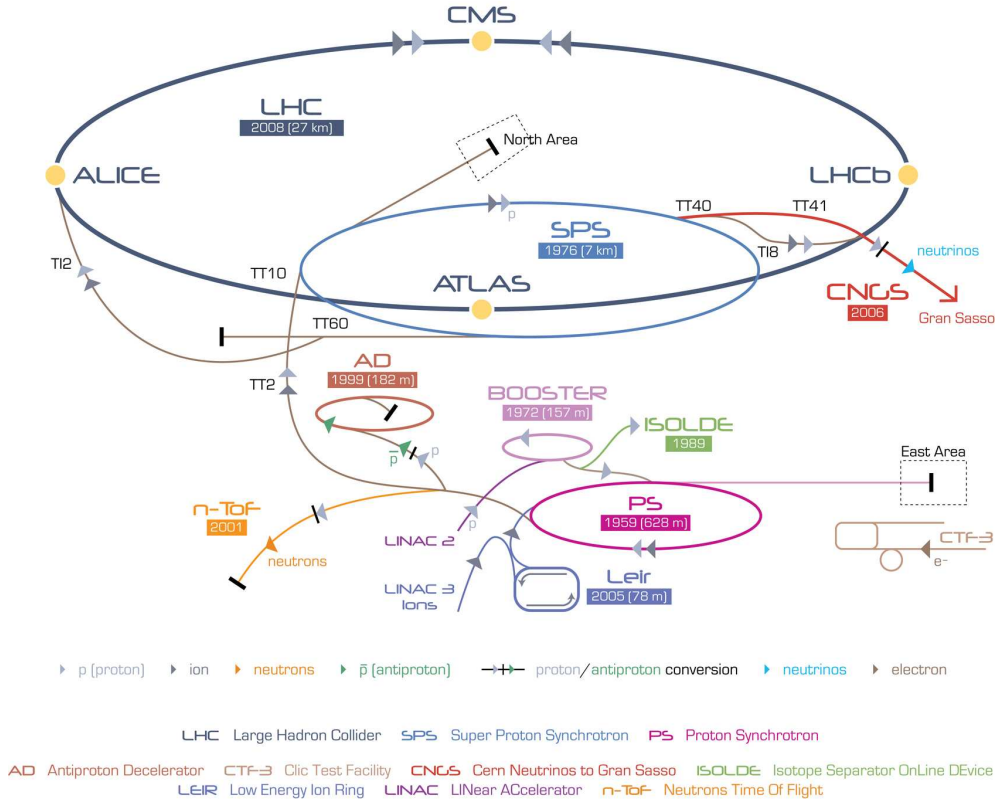 CMS
LHC
2008 (27 km)
North Area
ALICE
LHCb
TT40
TT41
p
SPS
1976 (7 km)
TI8
neutrinos
TI2
TT10
ATLAS
CNGS
2006
Gran Sasso
TT60
AD
1999 (182 m)
TT2
BOOSTER
1972 (157 m)
ISOLDE
1989
p̄
p
East Area
n-ToF
2001
PS
1959 (628 m)
p
LINAC 2
neutrons
CTF-3
e-
LINAC 3
Ions
Leir
2005 (78 m)
p (proton) ion neutrons p̄ (antiproton) proton/antiproton conversion neutrinos electron
LHC Large Hadron Collider SPS Super Proton Synchrotron PS Proton Synchrotron
AD Antiproton Decelerator CTF-3 Clic Test Facility CNGS Cern Neutrinos to Gran Sasso ISOLDE Isotope Separator OnLine DEvice
LEIR Low Energy Ion Ring LINAC LINear ACcelerator n-ToF Neutrons Time Of Flight